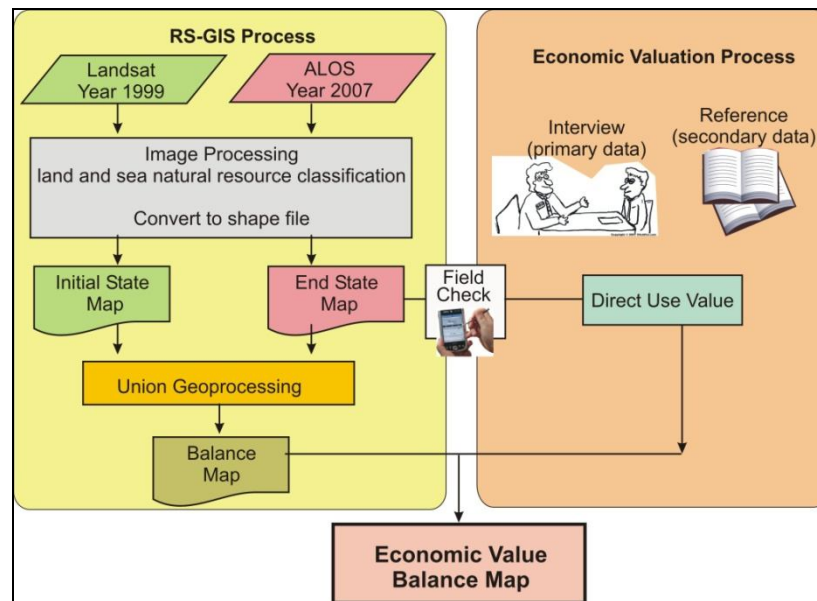 RS-GIS Process
Landsat
Year 1999
ALOS
Year 2007
Image Processing
land and sea natural resource classification
Convert to shape file
Initial State
Map
End State
Map
Union Geoprocessing
Balance
Map
Field
Check
Economic Valuation Process
Interview
(primary data)
Reference
(secondary data)
Direct Use Value
Economic Value
Balance Map